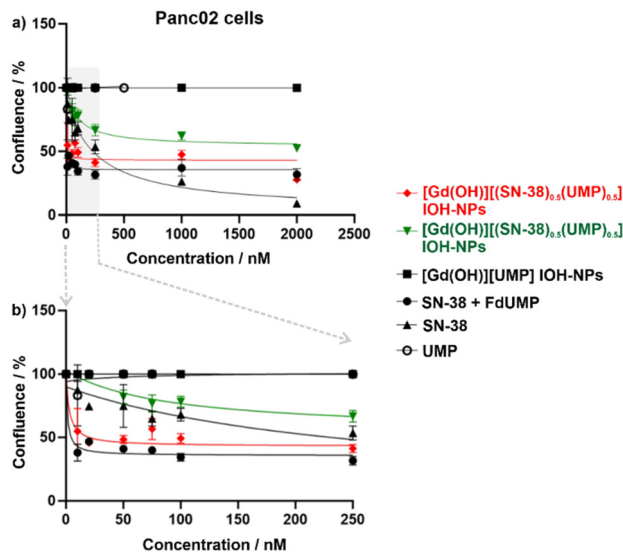 Panc02 cells
a)
Confluence / %
150
100
50
0
0 500 1000 1500 2000 2500
Concentration / nM
b)
Confluence / %
150
100
50
0
0 50 100 150 200 250
Concentration / nM
[Gd(OH)][(SN-38)0.5(UMP)0.5]
IOH-NPs
[Gd(OH)][(SN-38)0.5(UMP)0.5]
IOH-NPs
[Gd(OH)][UMP] IOH-NPs
SN-38 + FdUMP
SN-38
UMP